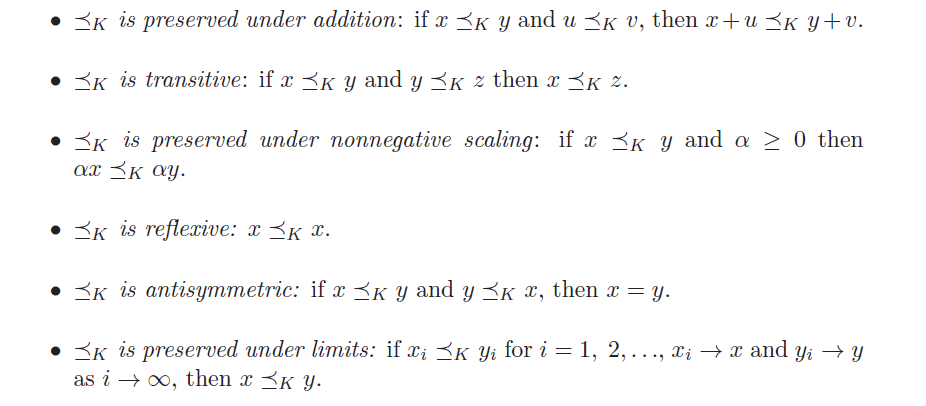 • ⪯K is preserved under addition: if x ⪯K y and u ⪯K v, then x+u ⪯K y+v.
• ⪯K is transitive: if x ⪯K y and y ⪯K z then x ⪯K z.
• ⪯K is preserved under nonnegative scaling: if x ⪯K y and α ≥ 0 then
αx ⪯K αy.
• ⪯K is reflexive: x ⪯K x.
• ⪯K is antisymmetric: if x ⪯K y and y ⪯K x, then x = y.
• ⪯K is preserved under limits: if xi ⪯K yi for i = 1, 2, . . ., xi → x and yi → y
as i → ∞, then x ⪯K y.